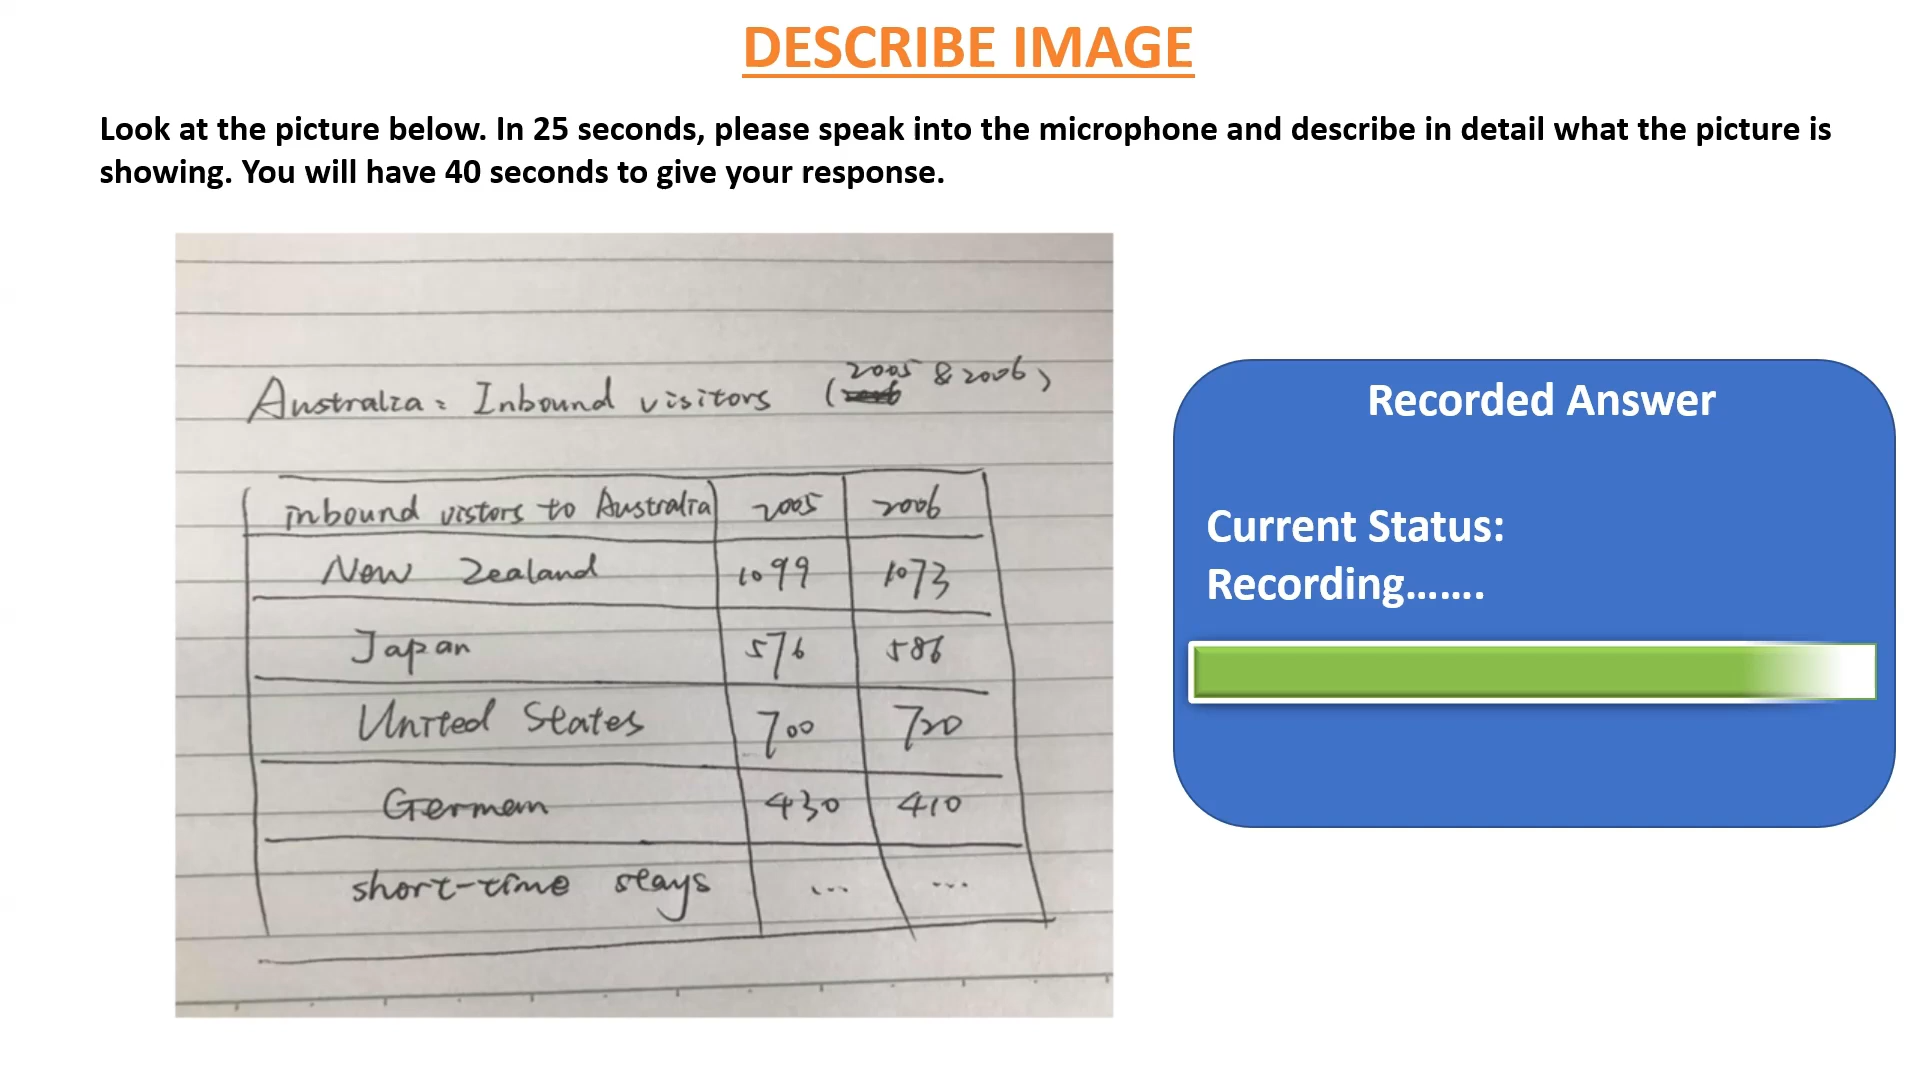 DESCRIBE IMAGE
Look at the picture below. In 25 seconds, please speak into the microphone and describe in detail what the picture is
showing. You will have 40 seconds to give your response.
Australia: Inbound visitors (2005 & 2006)
inbound vistors to Australia 2005 2006
New Zealand 1099 1073
Japan 576 586
United States 700 720
German 430 410
short-time stays ... ...
Recorded Answer
Current Status:
Recording.......